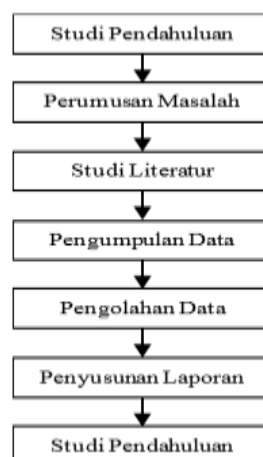 Studi Pendahuluan
Perumusan Masalah
Studi Literatur
Pengumpulan Data
Pengolahan Data
Penyusunan Laporan
Studi Pendahuluan